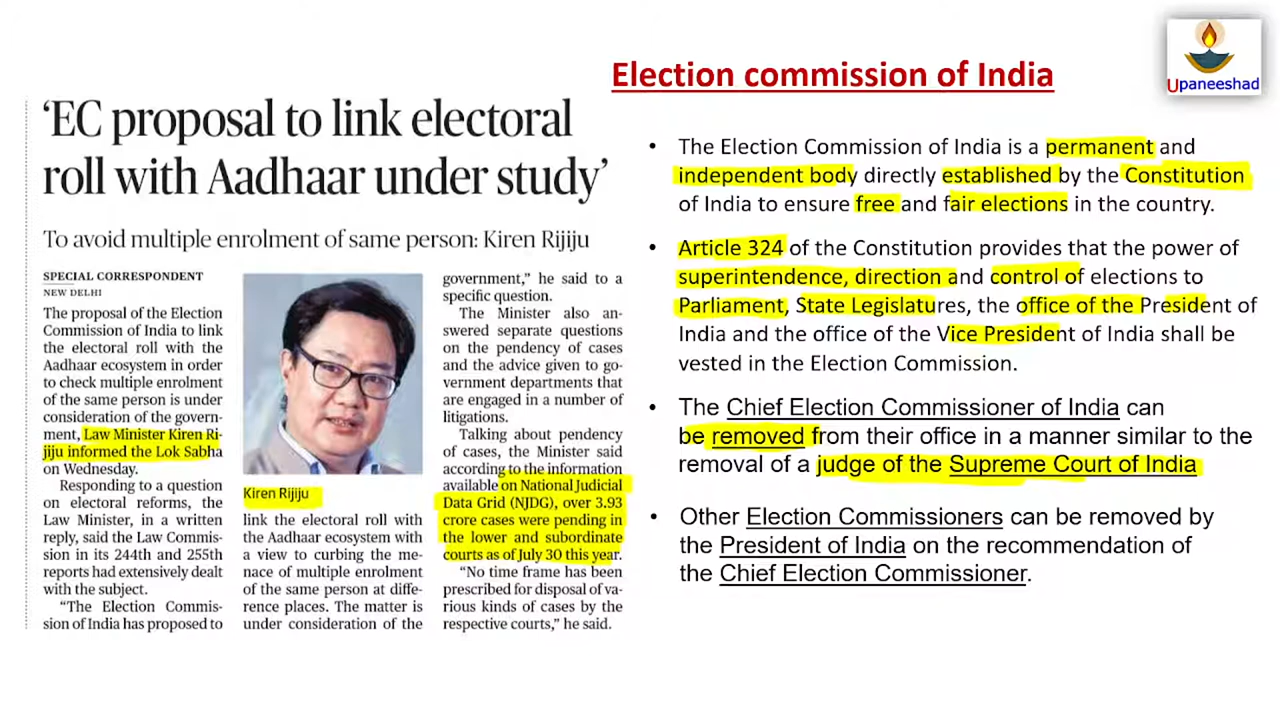 Upaneeshad
Election commission of India
‘EC proposal to link electoral
roll with Aadhaar under study’
To avoid multiple enrolment of same person: Kiren Rijiju
SPECIAL CORRESPONDENT
NEW DELHI
The proposal of the Election
Commission of India to link
the electoral roll with the
Aadhaar ecosystem in order
to check multiple enrolment
of the same person is under
consideration of the govern-
ment, Law Minister Kiren Ri-
jiju informed the Lok Sabha
on Wednesday.
Responding to a question
on electoral reforms, the
Law Minister, in a written
reply, said the Law Commis-
sion in its 244th and 255th
reports had extensively dealt
with the subject.
“The Election Commis-
sion of India has proposed to
Kiren Rijiju
link the electoral roll with
the Aadhaar ecosystem with
a view to curbing the me-
nace of multiple enrolment
of the same person at diffe-
rence places. The matter is
under consideration of the
government,” he said to a
specific question.
The Minister also an-
swered separate questions
on the pendency of cases
and the advice given to go-
vernment departments that
are engaged in a number of
litigations.
Talking about pendency
of cases, the Minister said
according to the information
available on National Judicial
Data Grid (NJDG), over 3.93
crore cases were pending in
the lower and subordinate
courts as of July 30 this year.
“No time frame has been
prescribed for disposal of va-
rious kinds of cases by the
respective courts,” he said.
• The Election Commission of India is a permanent and
independent body directly established by the Constitution
of India to ensure free and fair elections in the country.
• Article 324 of the Constitution provides that the power of
superintendence, direction and control of elections to
Parliament, State Legislatures, the office of the President of
India and the office of the Vice President of India shall be
vested in the Election Commission.
• The Chief Election Commissioner of India can
be removed from their office in a manner similar to the
removal of a judge of the Supreme Court of India
• Other Election Commissioners can be removed by
the President of India on the recommendation of
the Chief Election Commissioner.